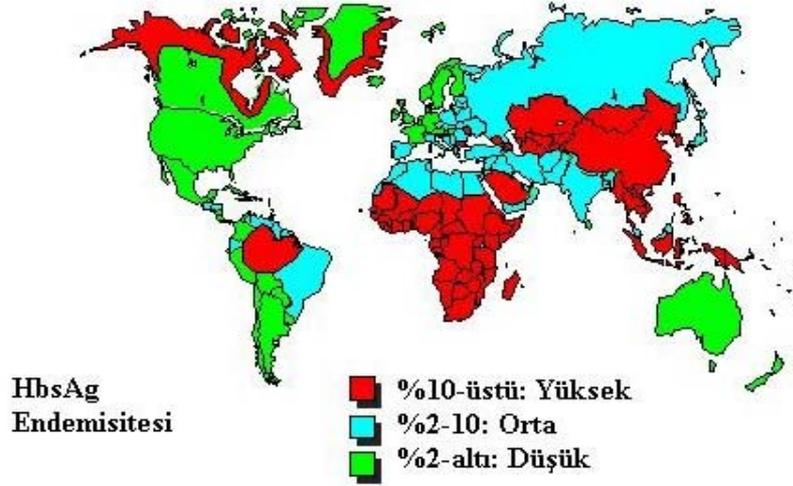 HbsAg
Endemisitesi
%10-üstü: Yüksek
%2-10: Orta
%2-altı: Düşük